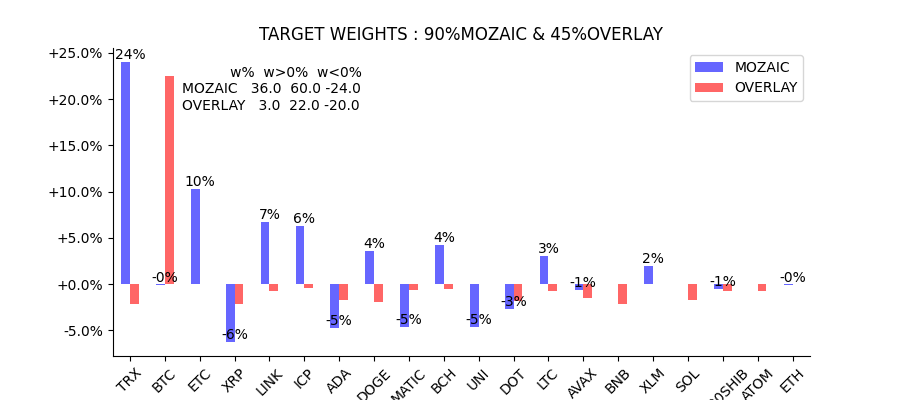 TARGET WEIGHTS : 90%MOZAIC & 45%OVERLAY
+25.0%
+20.0%
+15.0%
+10.0%
+5.0%
+0.0%
-5.0%
w% w>0% w<0%
MOZAIC 36.0 60.0 -24.0
OVERLAY 3.0 22.0 -20.0
MOZAIC
OVERLAY
24%
-0%
10%
-6%
7%
6%
-5%
4%
-5%
4%
-5%
-3%
3%
-1%
2%
-1%
-0%
TRX
BTC
ETC
XRP
LINK
ICP
ADA
DOGE
MATIC
BCH
UNI
DOT
LTC
AVAX
BNB
XLM
SOL
0SHIB
ATOM
ETH